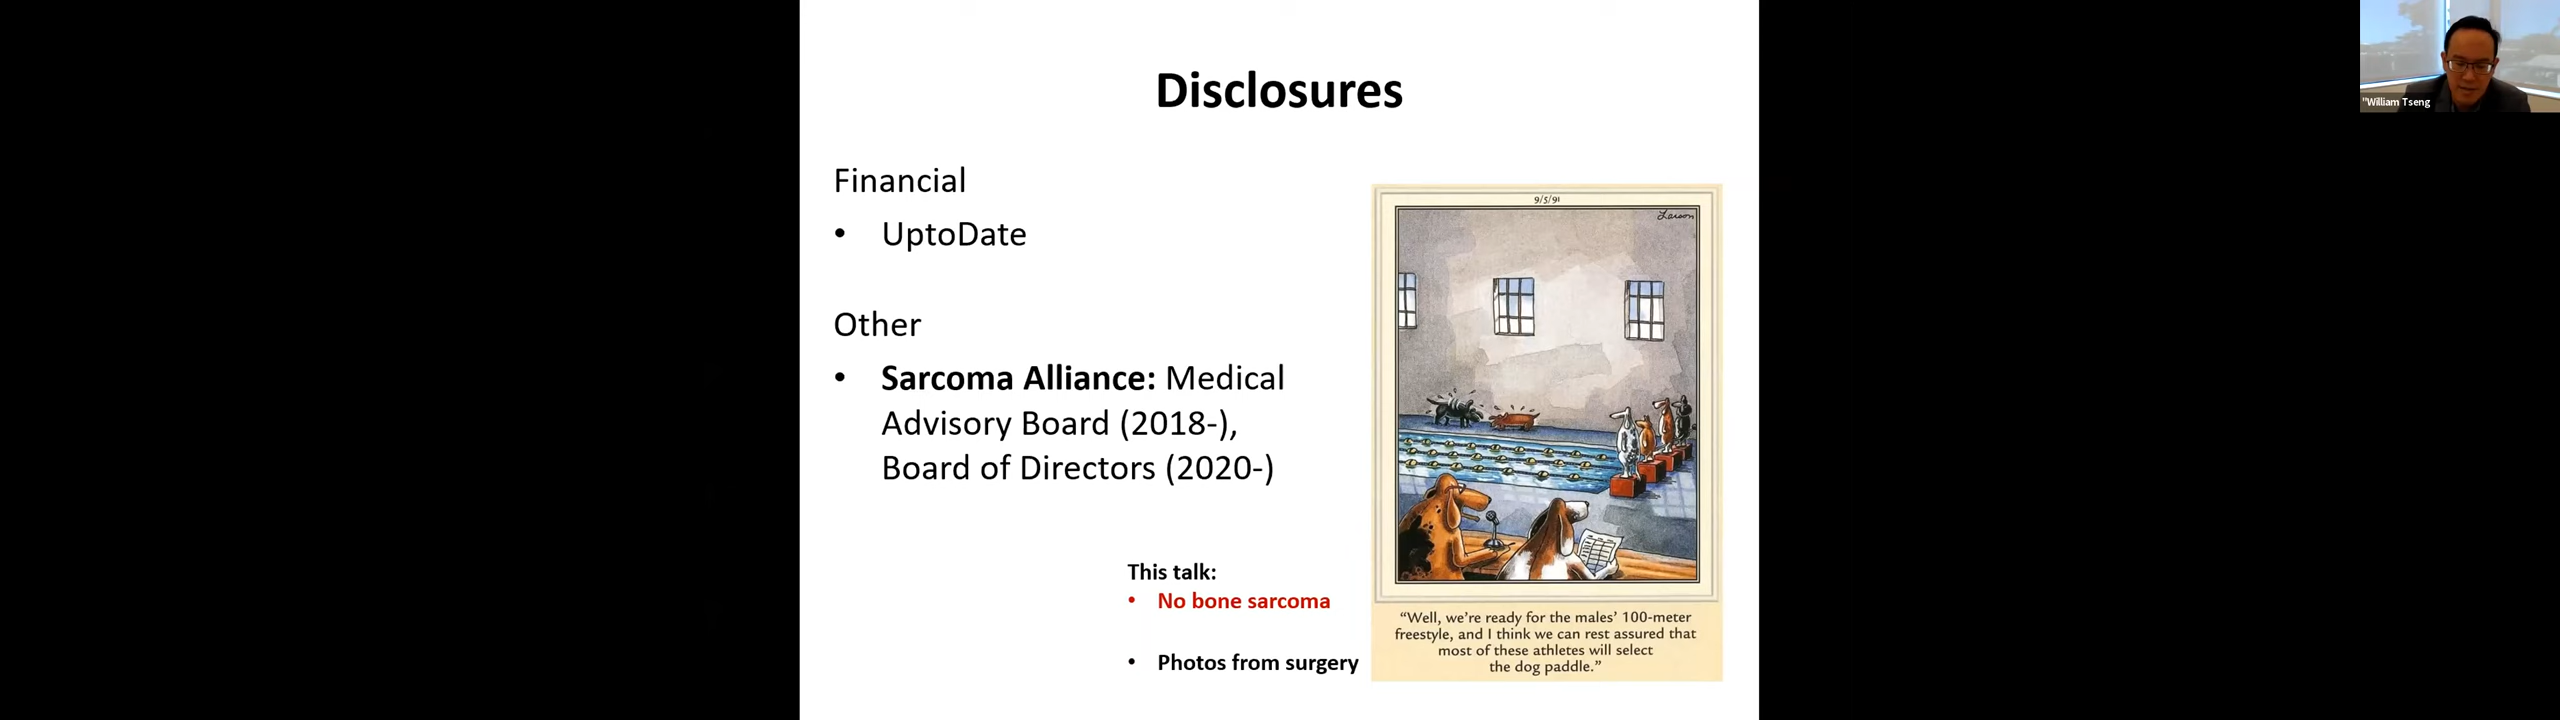 Disclosures
Financial
• UptoDate
Other
• Sarcoma Alliance: Medical
Advisory Board (2018-),
Board of Directors (2020-)
This talk:
• No bone sarcoma
• Photos from surgery
9/5/91
Larson
“Well, we’re ready for the males’ 100-meter
freestyle, and I think we can rest assured that
most of these athletes will select
the dog paddle.”
"William Tseng